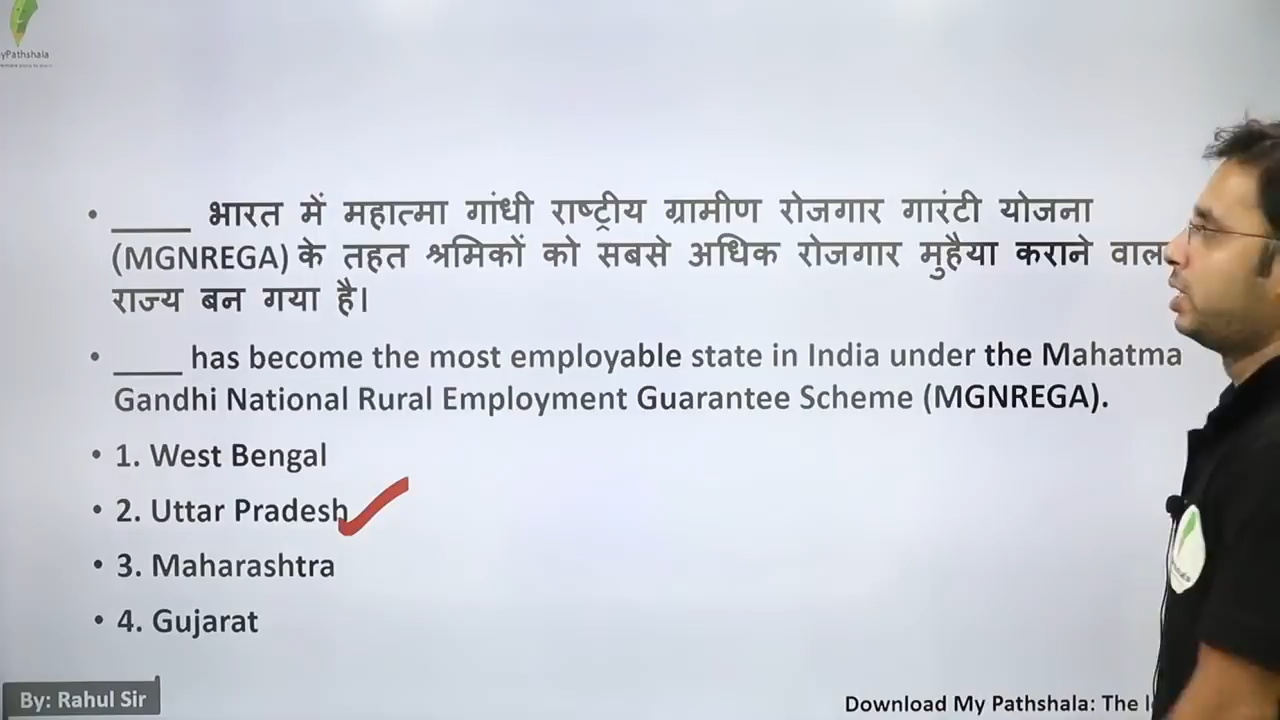 yPathshala
• ____ भारत में महात्मा गांधी राष्ट्रीय ग्रामीण रोजगार गारंटी योजना
(MGNREGA) के तहत श्रमिकों को सबसे अधिक रोजगार मुहैया कराने वाल
राज्य बन गया है।
• ____ has become the most employable state in India under the Mahatma
Gandhi National Rural Employment Guarantee Scheme (MGNREGA).
• 1. West Bengal
• 2. Uttar Pradesh
• 3. Maharashtra
• 4. Gujarat
By: Rahul Sir
Download My Pathshala: The